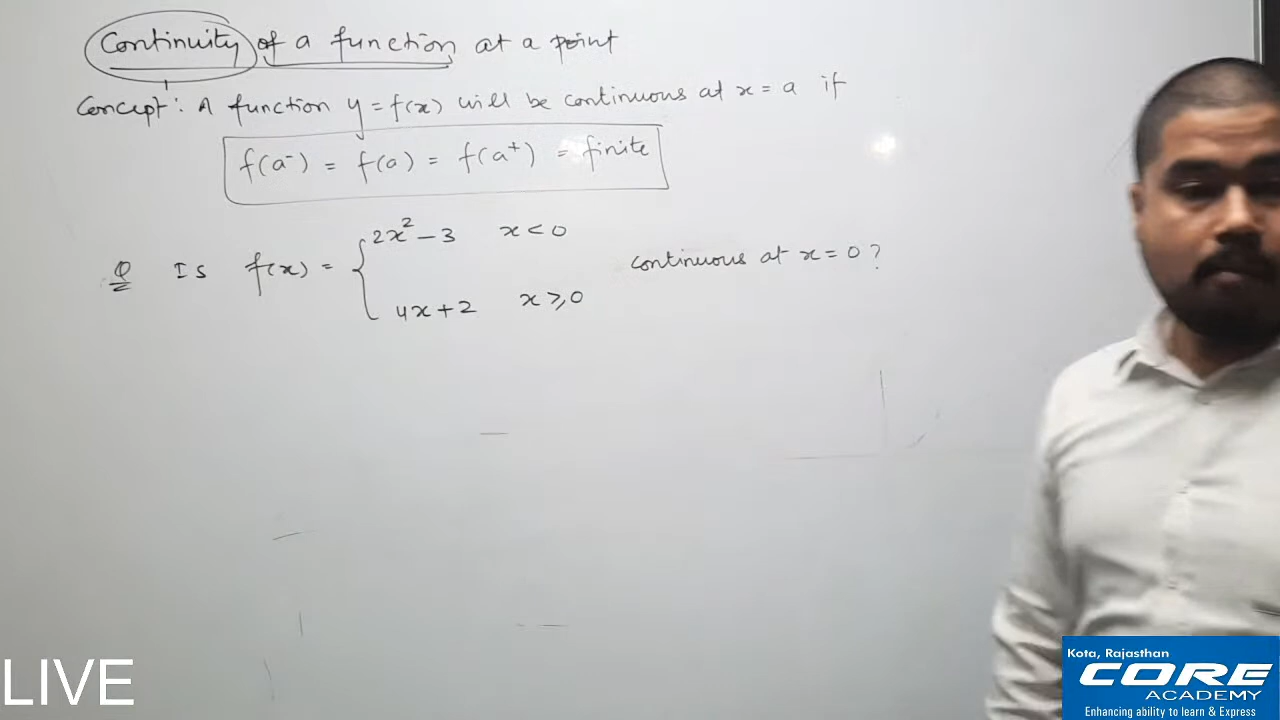 Continuity of a function at a point
Concept: A function y = f(x) will be continuous at x = a if
f(a⁻) = f(a) = f(a⁺) = finite
Q Is f(x) = { 2x² - 3 x < 0
continuous at x = 0 ?
4x + 2 x ≥ 0
LIVE
Kota, Rajasthan
CORE
ACADEMY
Enhancing ability to learn & Express